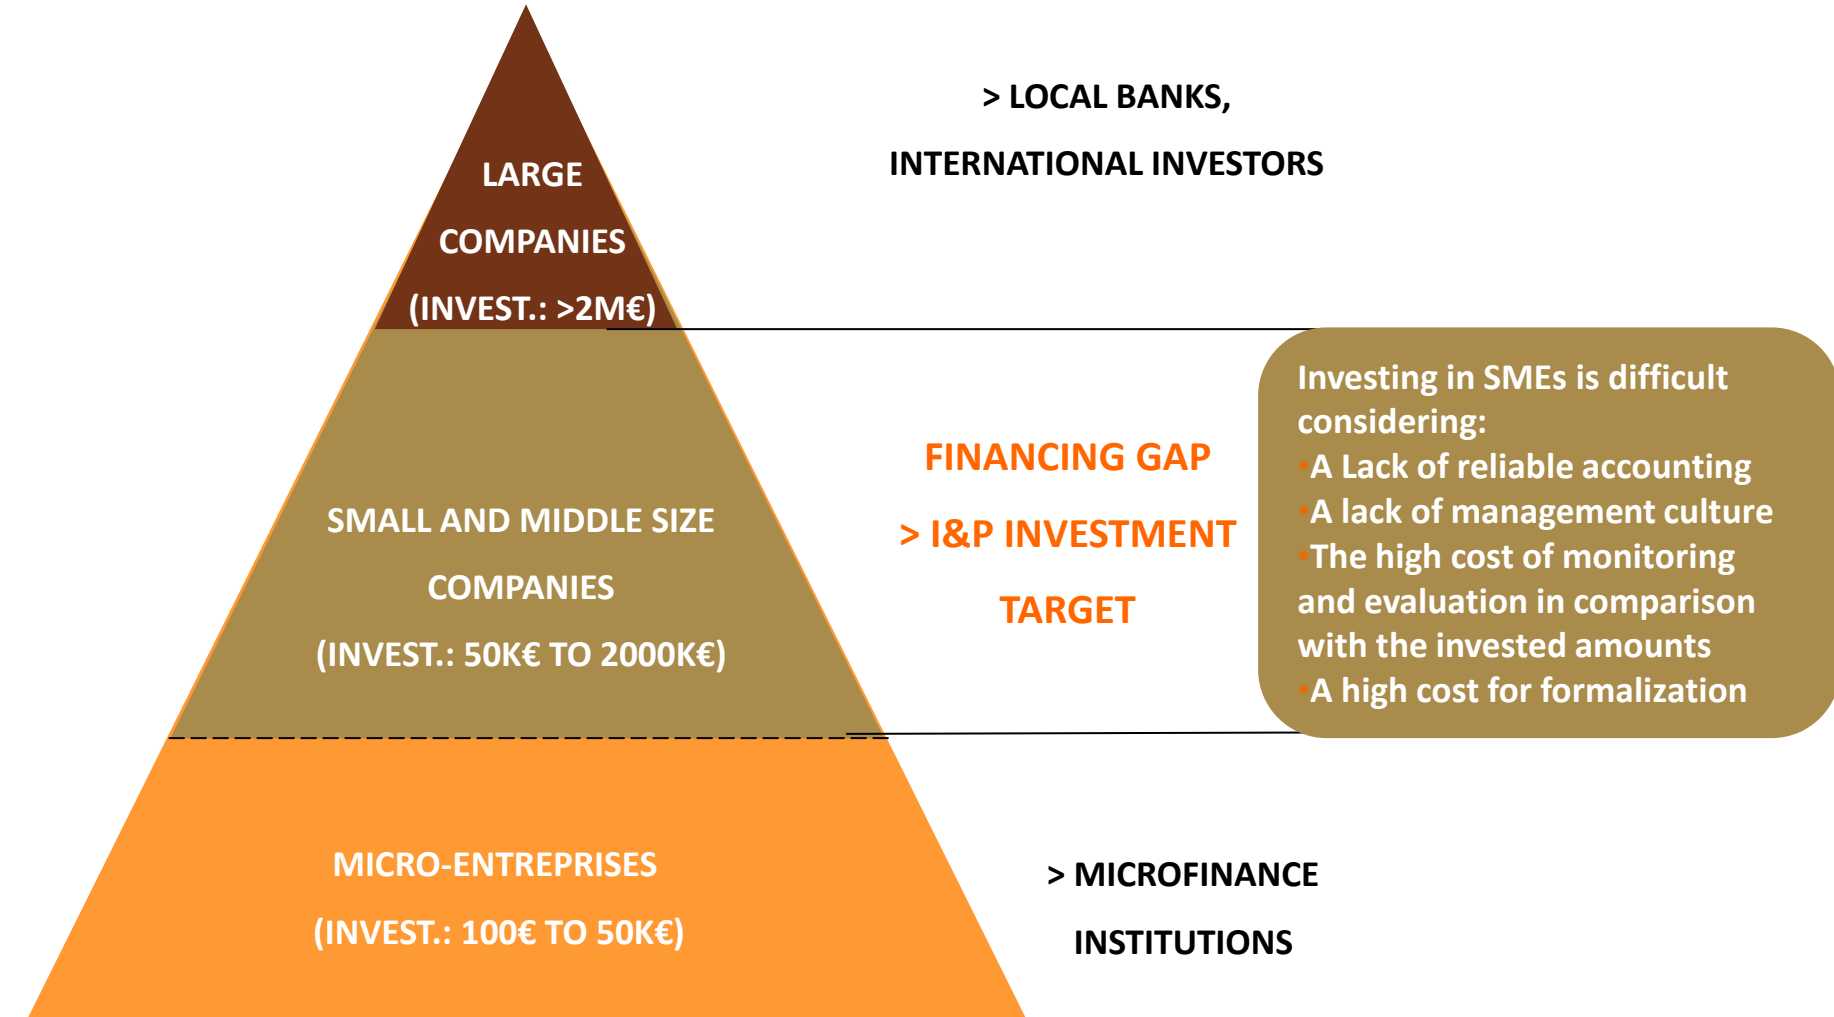 LARGE
COMPANIES
(INVEST.: >2M€)
> LOCAL BANKS,
INTERNATIONAL INVESTORS
SMALL AND MIDDLE SIZE
COMPANIES
(INVEST.: 50K€ TO 2000K€)
FINANCING GAP
> I&P INVESTMENT
TARGET
Investing in SMEs is difficult
considering:
•A Lack of reliable accounting
•A lack of management culture
•The high cost of monitoring
and evaluation in comparison
with the invested amounts
•A high cost for formalization
MICRO-ENTREPRISES
(INVEST.: 100€ TO 50K€)
> MICROFINANCE
INSTITUTIONS